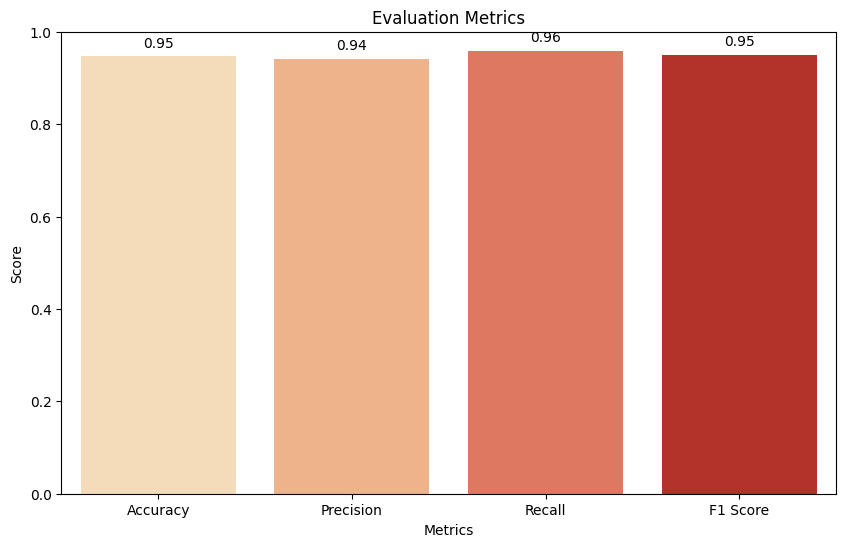 Evaluation Metrics
1.0
0.8
0.6
0.4
0.2
0.0
Score
0.95
0.94
0.96
0.95
Accuracy
Precision
Recall
F1 Score
Metrics